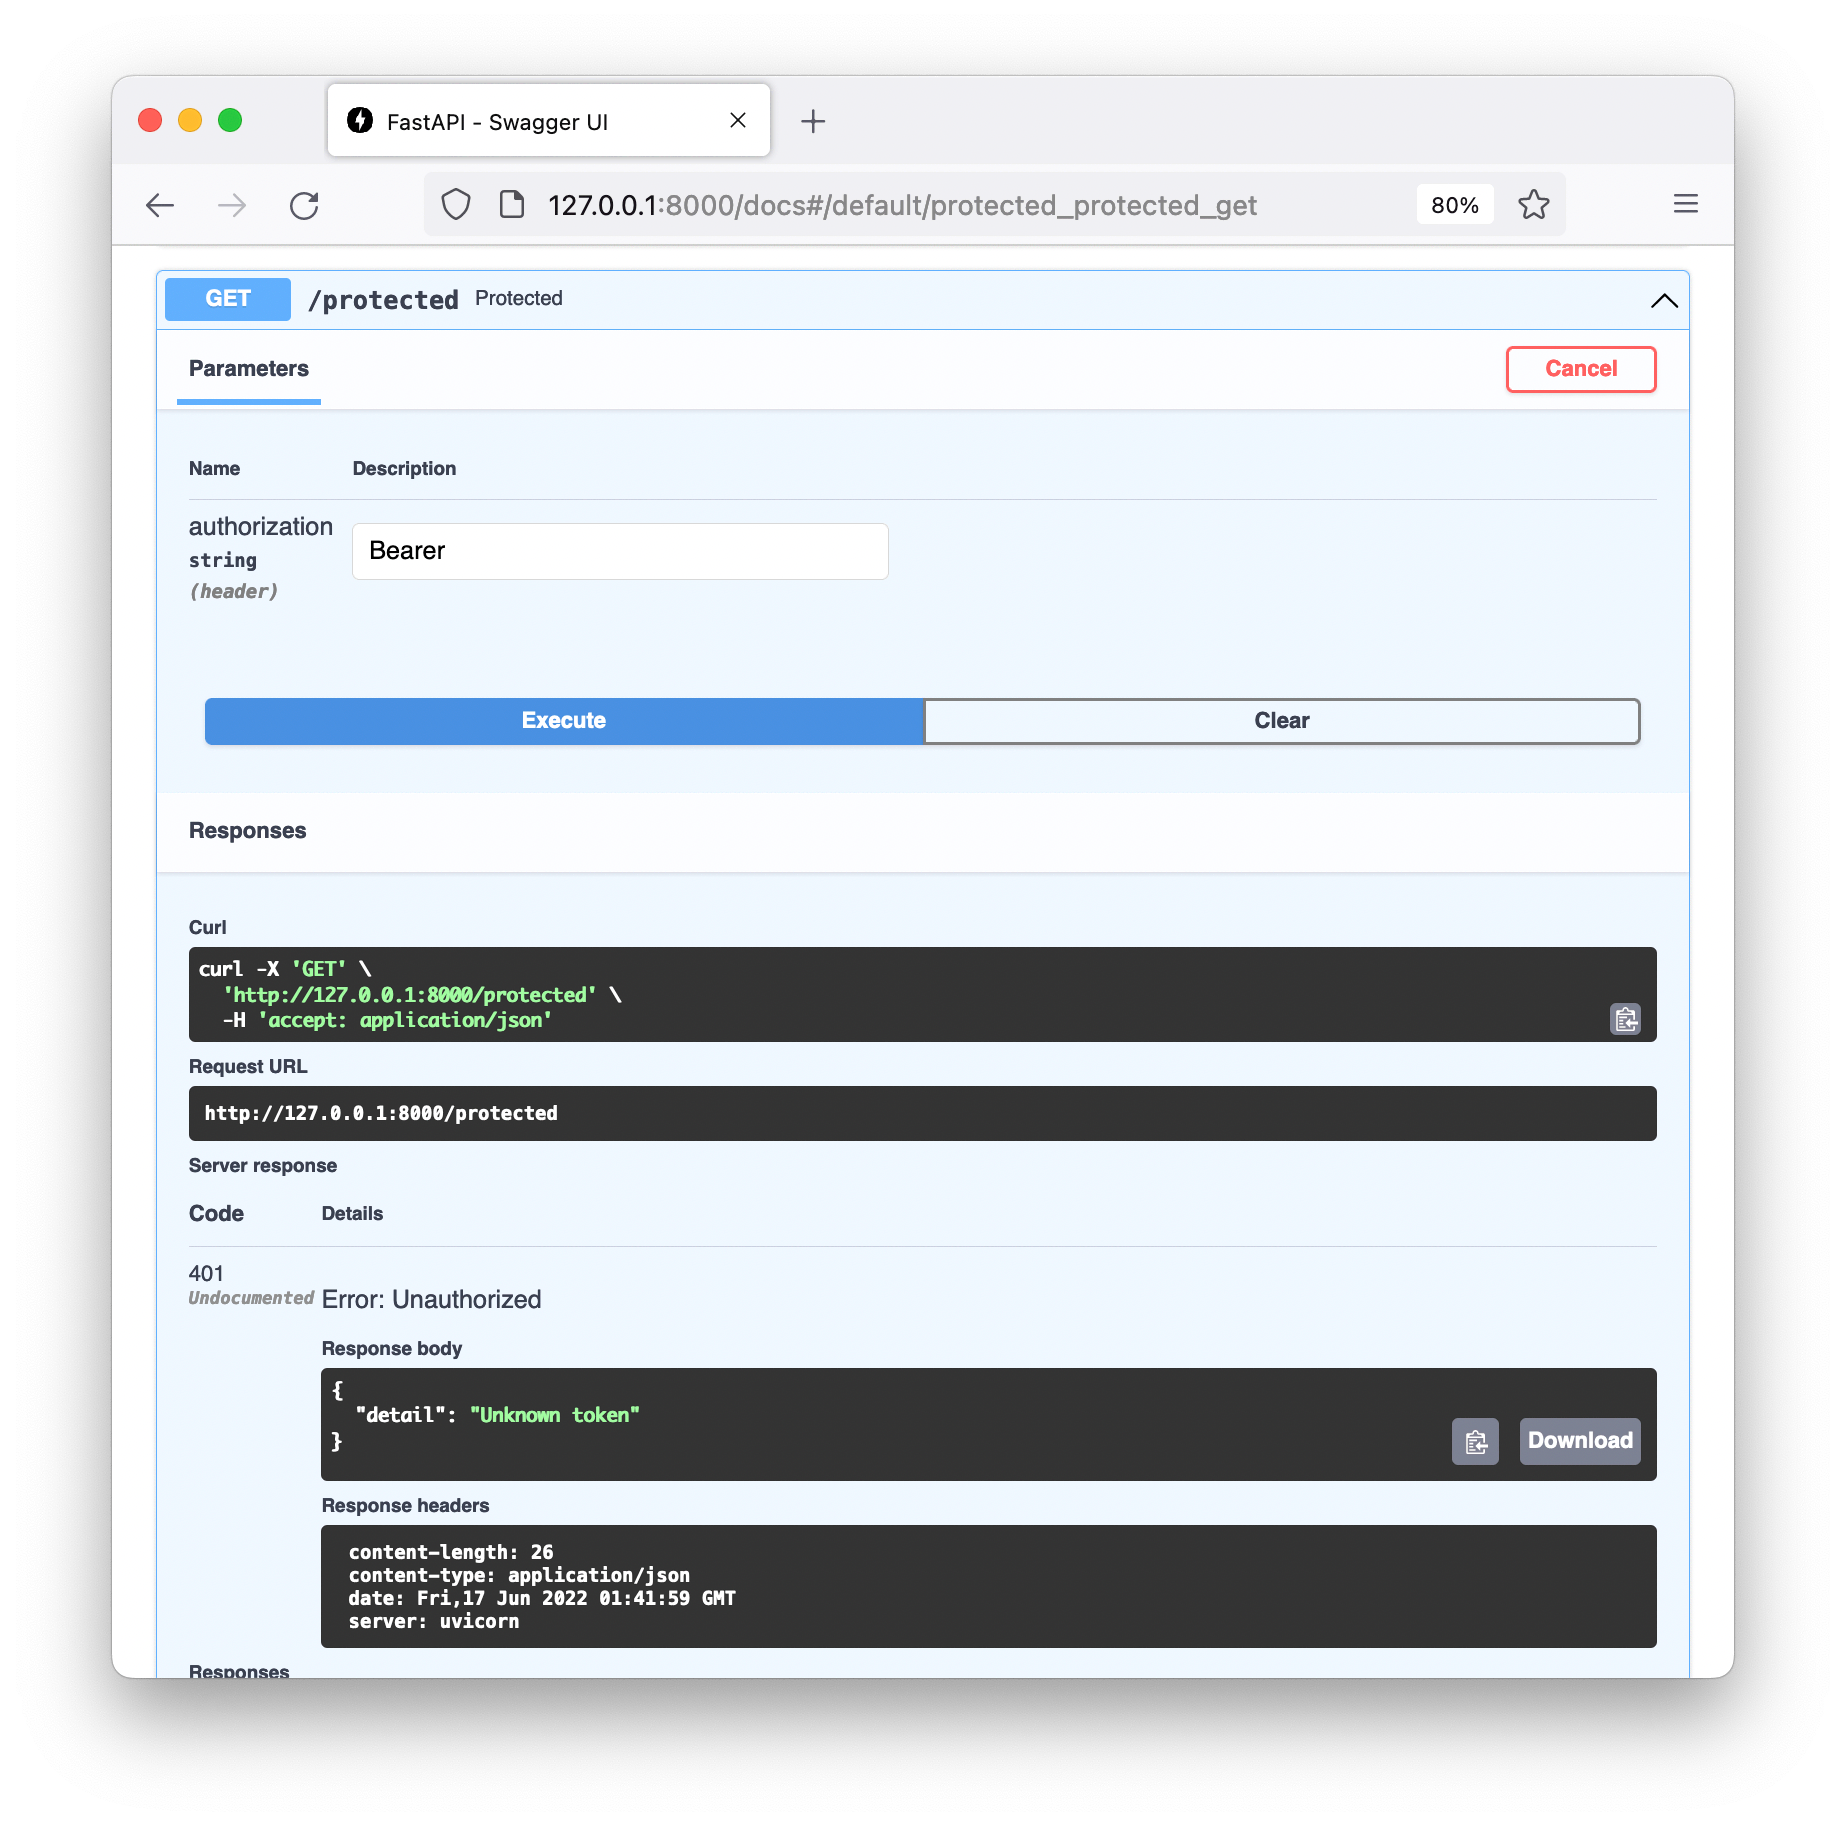 FastAPI - Swagger UI
127.0.0.1:8000/docs#/default/protected_protected_get 80%
GET /protected Protected
Parameters Cancel
Name Description
authorization Bearer
string
(header)
Execute Clear
Responses
Curl
curl -X 'GET' \
'http://127.0.0.1:8000/protected' \
-H 'accept: application/json'
Request URL
http://127.0.0.1:8000/protected
Server response
Code Details
401
Undocumented Error: Unauthorized
Response body
{
"detail": "Unknown token"
}
Download
Response headers
content-length: 26
content-type: application/json
date: Fri,17 Jun 2022 01:41:59 GMT
server: uvicorn
Responses